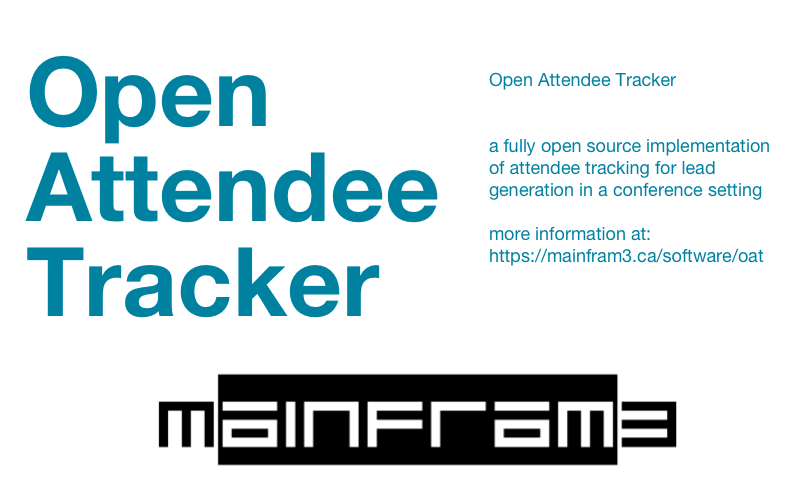 Open
Attendee
Tracker
Open Attendee Tracker
a fully open source implementation
of attendee tracking for lead
generation in a conference setting
more information at:
https://mainfram3.ca/software/oat
mainfram3